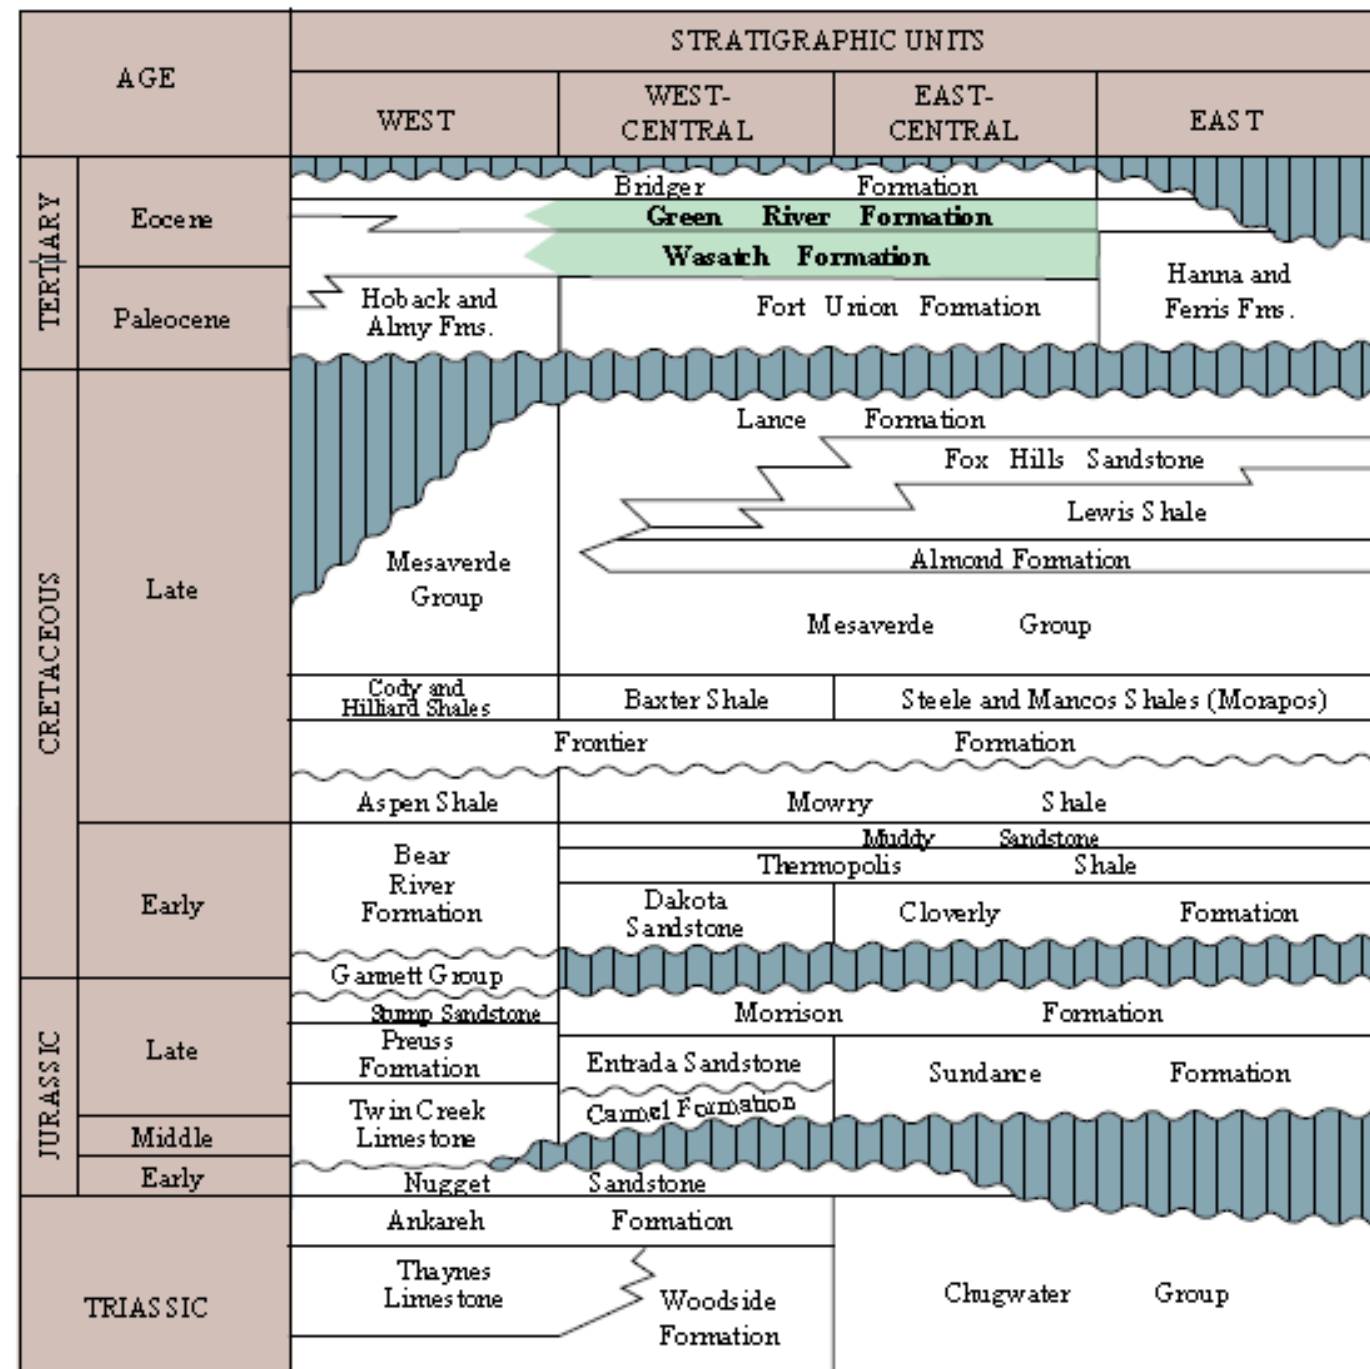 AGE
STRATIGRAPHIC UNITS
WEST
WEST-
CENTRAL
EAST-
CENTRAL
EAST
TERTIARY
Eocene
Paleocene
Bridger Formation
Green River Formation
Wasatch Formation
Hoback and
Almy Fms.
Fort Union Formation
Hanna and
Ferris Fms.
CRETACEOUS
Late
Lance Formation
Fox Hills Sandstone
Lewis Shale
Almond Formation
Mesaverde
Group
Mesaverde Group
Cody and
Hilliard Shales
Baxter Shale
Steele and Mancos Shales (Morapos)
Frontier Formation
Aspen Shale
Mowry Shale
Early
Bear
River
Formation
Muddy Sandstone
Thermopolis Shale
Dakota
Sandstone
Cloverly Formation
Gannett Group
JURASSIC
Late
Stump Sandstone
Morrison Formation
Preuss
Formation
Entrada Sandstone
Sundance Formation
Twin Creek
Limestone
Carmel Formation
Middle
Early
Nugget Sandstone
TRIASSIC
Ankareh Formation
Thaynes
Limestone
Woodside
Formation
Chugwater Group